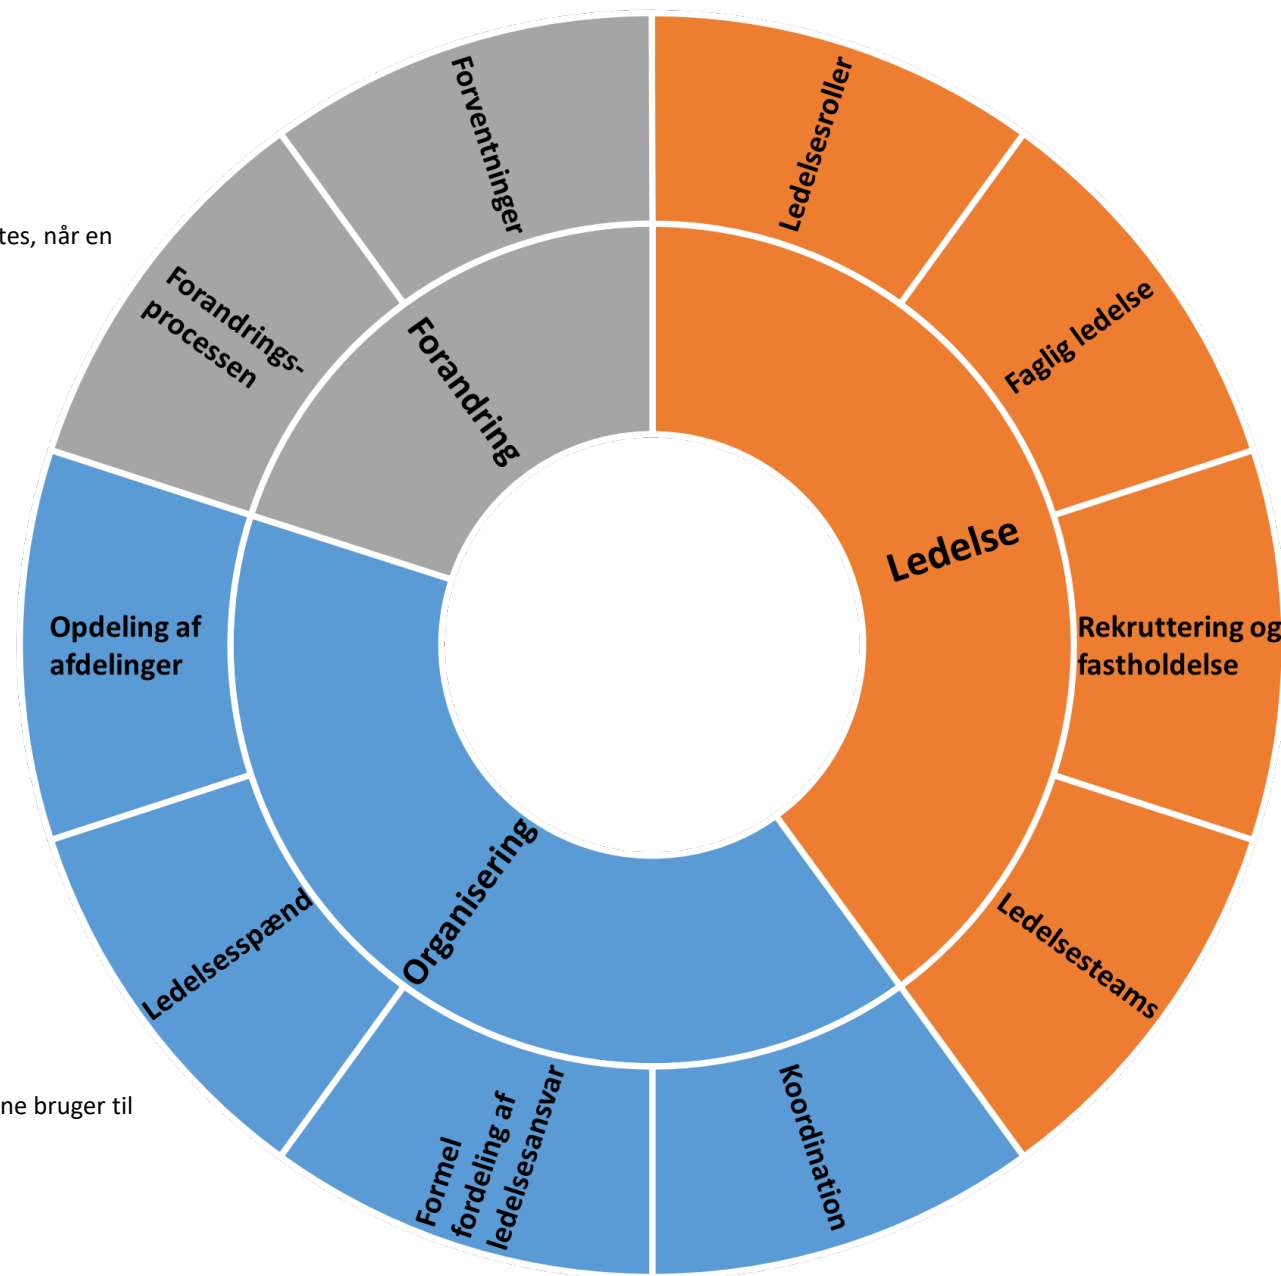 Forventninger
Ledelsesroller
tes, når en
Forandrings-
processen
Faglig ledelse
Forandring
Ledelse
Opdeling af
afdelinger
Rekruttering og
fastholdelse
Organisering
Ledelsesspænd
Ledelsesteams
ne bruger til
Formel
fordeling af
ledelsesansvar
Koordination